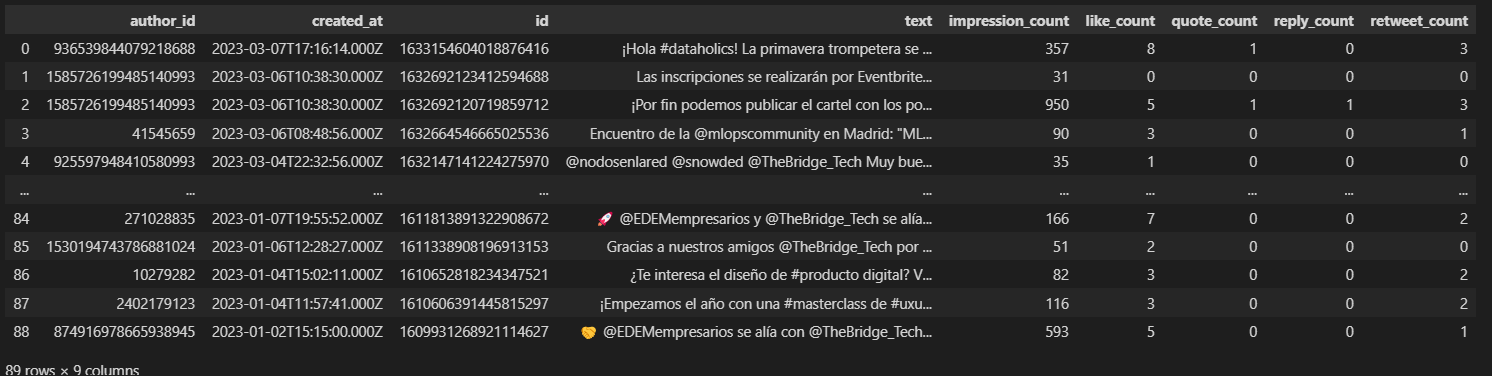 author_id created_at id text impression_count like_count quote_count reply_count retweet_count
0 936539844079218688 2023-03-07T17:16:14.000Z 1633154604018876416 ¡Hola #dataholics! La primavera trompetera se ... 357 8 1 0 3
1 1585726199485140993 2023-03-06T10:38:30.000Z 1632692123412594688 Las inscripciones se realizarán por Eventbrite... 31 0 0 0 0
2 1585726199485140993 2023-03-06T10:38:30.000Z 1632692120719859712 ¡Por fin podemos publicar el cartel con los po... 950 5 1 1 3
3 41545659 2023-03-06T08:48:56.000Z 1632664546665025536 Encuentro de la @mlopscommunity en Madrid: "ML... 90 3 0 0 1
4 925597948410580993 2023-03-04T22:32:56.000Z 1632147141224275970 @nodosenlared @snowded @TheBridge_Tech Muy bue... 35 1 0 0 0
... ... ... ... ... ... ... ... ... ...
84 271028835 2023-01-07T19:55:52.000Z 1611813891322908672 🚀 @EDEMempresarios y @TheBridge_Tech se alía... 166 7 0 0 2
85 1530194743786881024 2023-01-06T12:28:27.000Z 1611338908196913153 Gracias a nuestros amigos @TheBridge_Tech por ... 51 2 0 0 0
86 10279282 2023-01-04T15:02:11.000Z 1610652818234347521 ¿Te interesa el diseño de #producto digital? V... 82 3 0 0 2
87 2402179123 2023-01-04T11:57:41.000Z 1610606391445815297 ¡Empezamos el año con una #masterclass de #uxu... 116 3 0 0 2
88 874916978665938945 2023-01-02T15:15:00.000Z 1609931268921114627 🤝 @EDEMempresarios se alía con @TheBridge_Tech... 593 5 0 0 1
89 rows × 9 columns